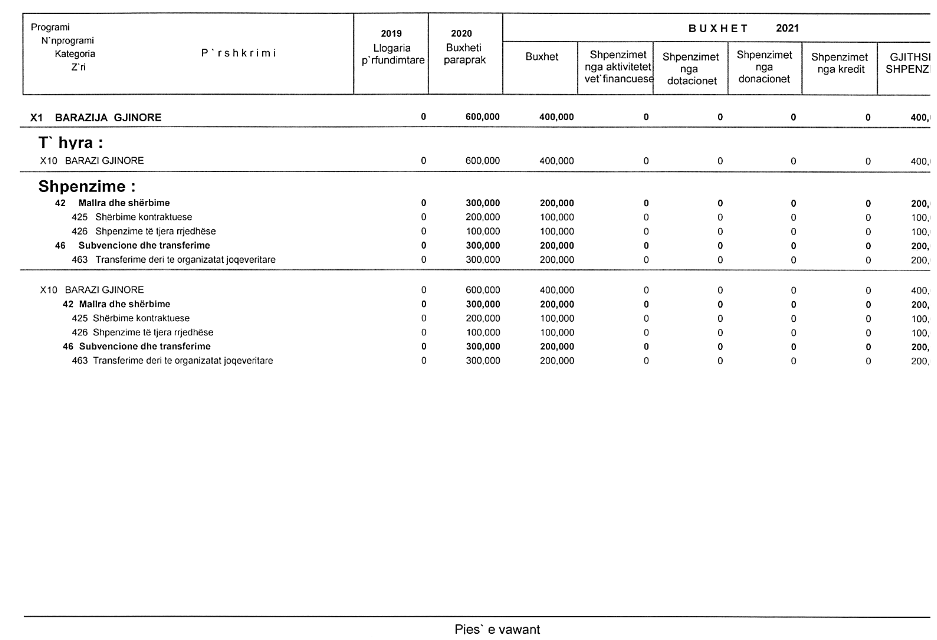 Programi
N`nprogrami
Kategoria
Z`ri
P`rshkrimi
2019
Llogaria
p`rfundimtare
2020
Buxheti
paraprak
BUXHET 2021
Buxhet
Shpenzimet
nga aktivitetet
vet`financuese
Shpenzimet
nga
dotacionet
Shpenzimet
nga
donacionet
Shpenzimet
nga kredit
GJITHS
SHPENZI
X1 BARAZIJA GJINORE 0 600,000 400,000 0 0 0 0 400,
T` hyra :
X10 BARAZI GJINORE 0 600,000 400,000 0 0 0 0 400,
Shpenzime :
42 Mallra dhe shërbime 0 300,000 200,000 0 0 0 0 200,
425 Shërbime kontraktuese 0 200,000 100,000 0 0 0 0 100,
426 Shpenzime të tjera rrjedhëse 0 100,000 100,000 0 0 0 0 100,
46 Subvencione dhe transferime 0 300,000 200,000 0 0 0 0 200,
463 Transferime deri te organizatat joqeveritare 0 300,000 200,000 0 0 0 0 200,
X10 BARAZI GJINORE 0 600,000 400,000 0 0 0 0 400,
42 Mallra dhe shërbime 0 300,000 200,000 0 0 0 0 200,
425 Shërbime kontraktuese 0 200,000 100,000 0 0 0 0 100,
426 Shpenzime të tjera rrjedhëse 0 100,000 100,000 0 0 0 0 100,
46 Subvencione dhe transferime 0 300,000 200,000 0 0 0 0 200,
463 Transferime deri te organizatat joqeveritare 0 300,000 200,000 0 0 0 0 200,
Pjes` e vawant